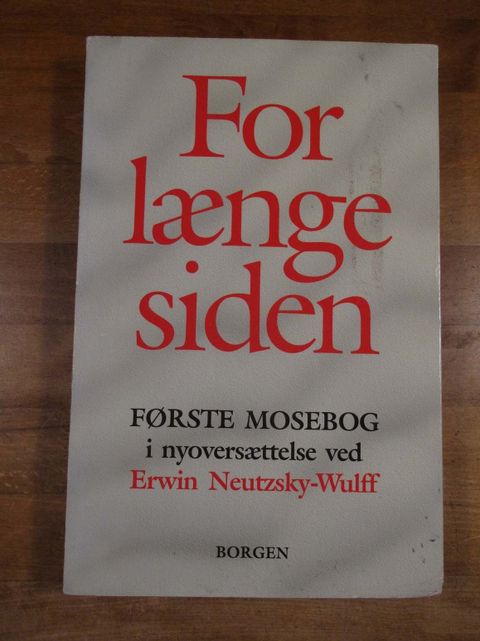 For
længe
siden
FØRSTE MOSEBOG
i nyoversættelse ved
Erwin Neutzsky-Wulff
BORGEN